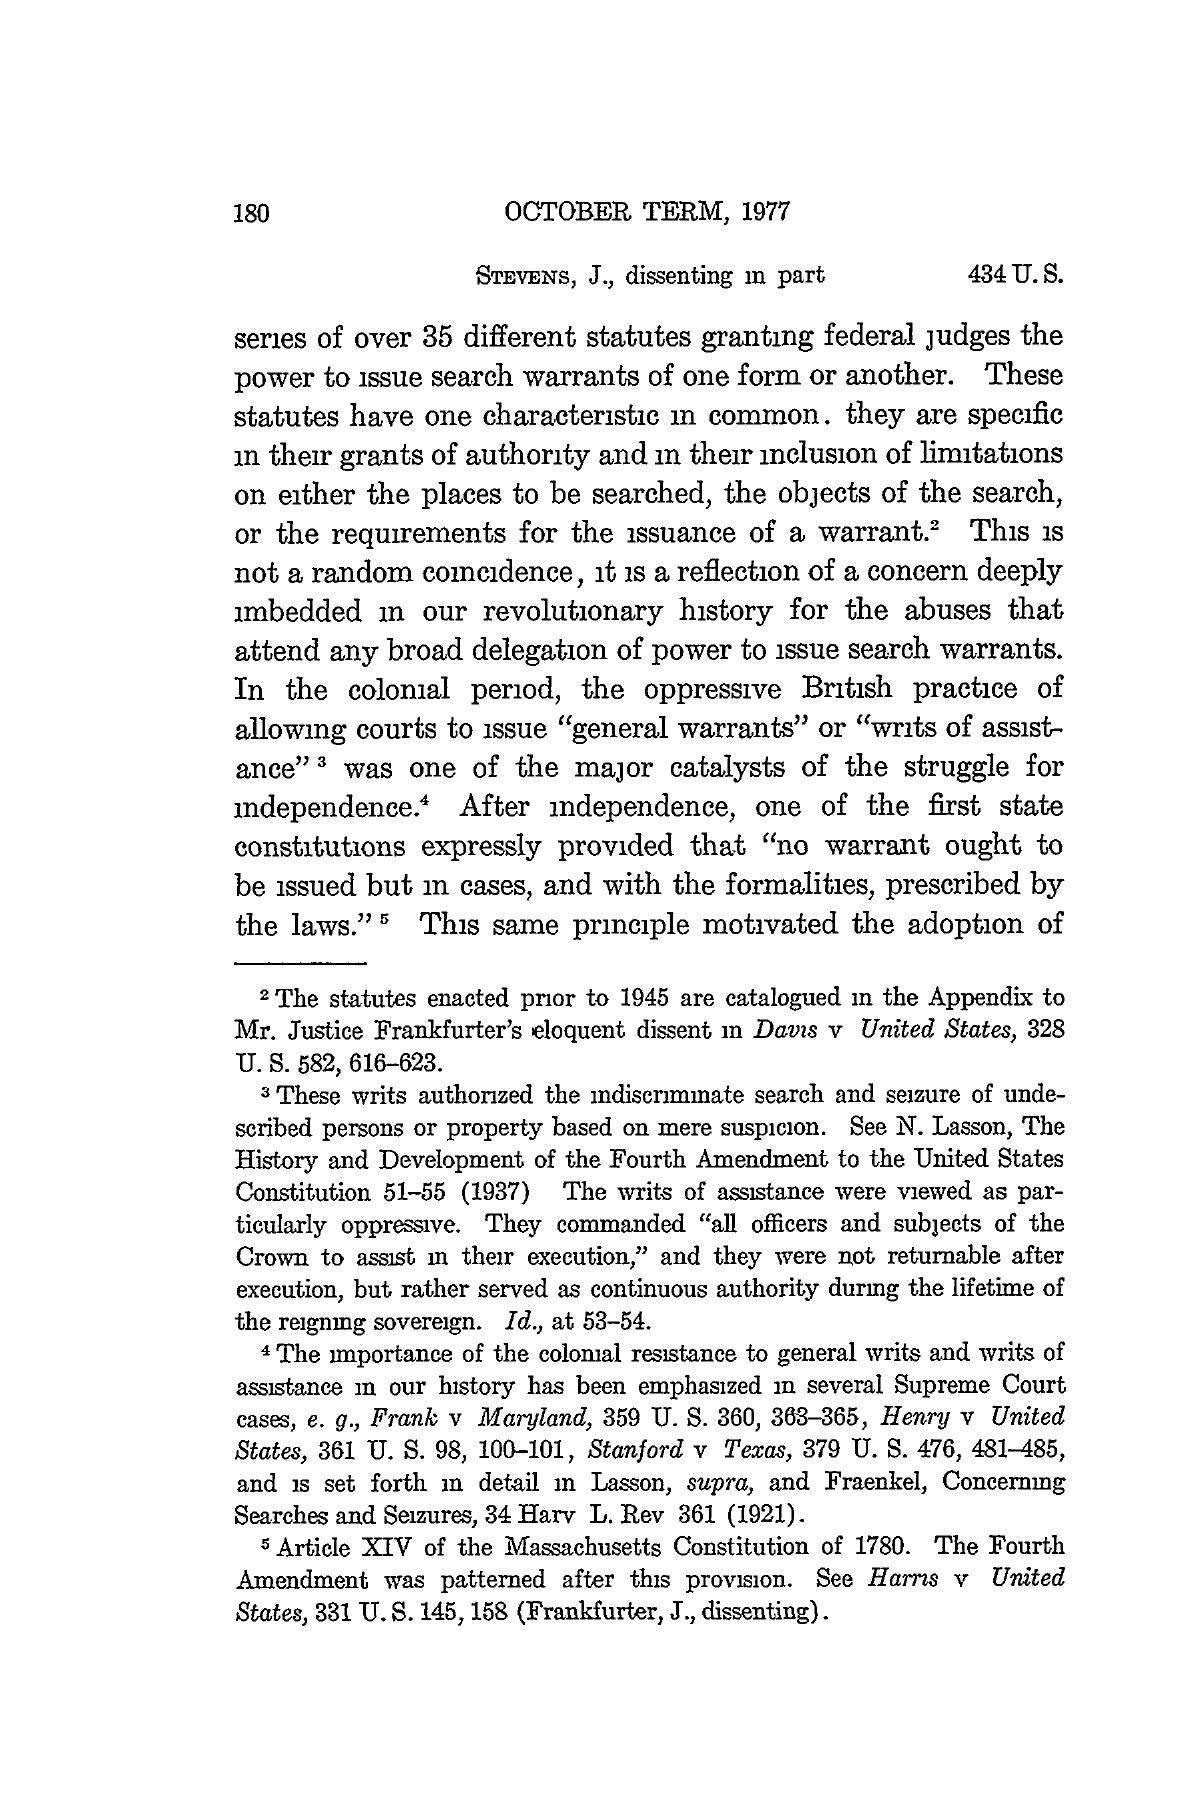 180 OCTOBER TERM, 1977
STEVENS, J., dissenting in part 434 U. S.
series of over 35 different statutes granting federal judges the
power to issue search warrants of one form or another. These
statutes have one characteristic in common. they are specific
in their grants of authority and in their inclusion of limitations
on either the places to be searched, the objects of the search,
or the requirements for the issuance of a warrant.² This is
not a random coincidence, it is a reflection of a concern deeply
imbedded in our revolutionary history for the abuses that
attend any broad delegation of power to issue search warrants.
In the colonial period, the oppressive British practice of
allowing courts to issue “general warrants” or “writs of assist-
ance” ³ was one of the major catalysts of the struggle for
independence.⁴ After independence, one of the first state
constitutions expressly provided that “no warrant ought to
be issued but in cases, and with the formalities, prescribed by
the laws.” ⁵ This same principle motivated the adoption of
² The statutes enacted prior to 1945 are catalogued in the Appendix to
Mr. Justice Frankfurter’s eloquent dissent in Davis v United States, 328
U. S. 582, 616–623.
³ These writs authorized the indiscriminate search and seizure of unde-
scribed persons or property based on mere suspicion. See N. Lasson, The
History and Development of the Fourth Amendment to the United States
Constitution 51–55 (1937) The writs of assistance were viewed as par-
ticularly oppressive. They commanded “all officers and subjects of the
Crown to assist in their execution,” and they were not returnable after
execution, but rather served as continuous authority during the lifetime of
the reigning sovereign. Id., at 53–54.
⁴ The importance of the colonial resistance to general writs and writs of
assistance in our history has been emphasized in several Supreme Court
cases, e. g., Frank v Maryland, 359 U. S. 360, 363–365, Henry v United
States, 361 U. S. 98, 100–101, Stanford v Texas, 379 U. S. 476, 481–485,
and is set forth in detail in Lasson, supra, and Fraenkel, Concerning
Searches and Seizures, 34 Harv L. Rev 361 (1921).
⁵ Article XIV of the Massachusetts Constitution of 1780. The Fourth
Amendment was patterned after this provision. See Harris v United
States, 331 U. S. 145, 158 (Frankfurter, J., dissenting).